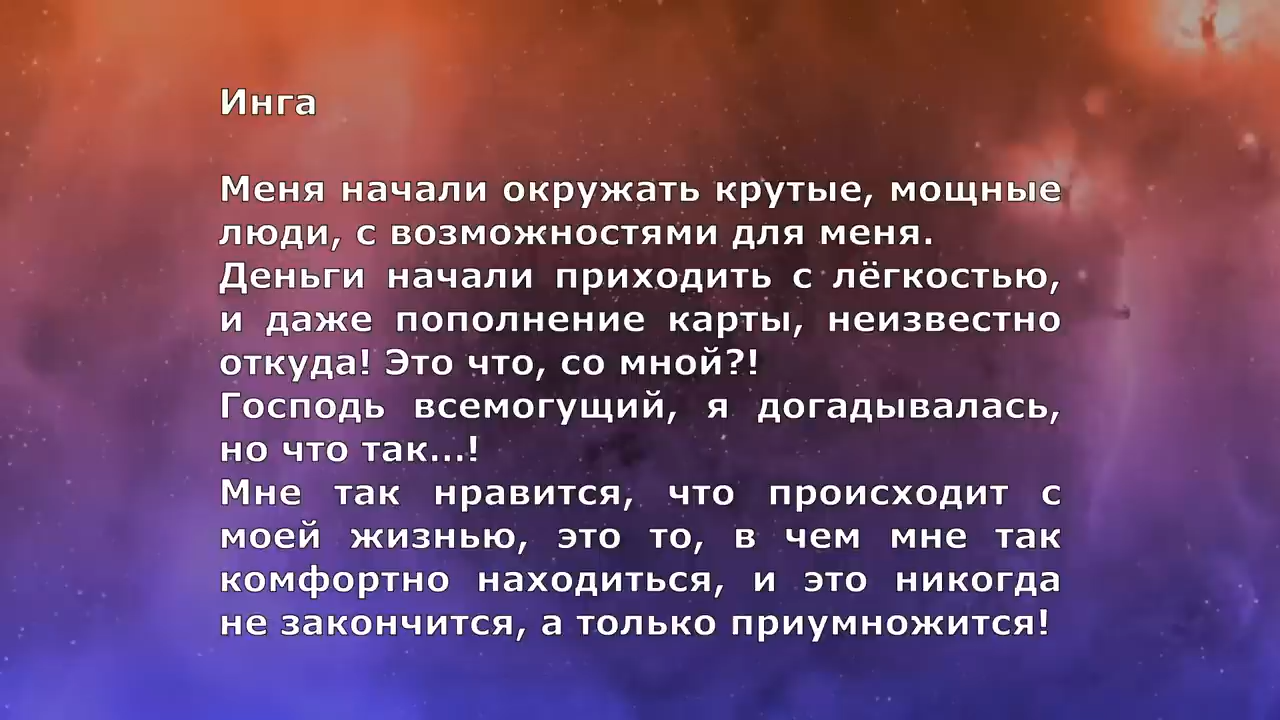 Инга
Меня начали окружать крутые, мощные
люди, с возможностями для меня.
Деньги начали приходить с лёгкостью,
и даже пополнение карты, неизвестно
откуда! Это что, со мной?!
Господь всемогущий, я догадывалась,
но что так...!
Мне так нравится, что происходит с
моей жизнью, это то, в чем мне так
комфортно находиться, и это никогда
не закончится, а только приумножится!